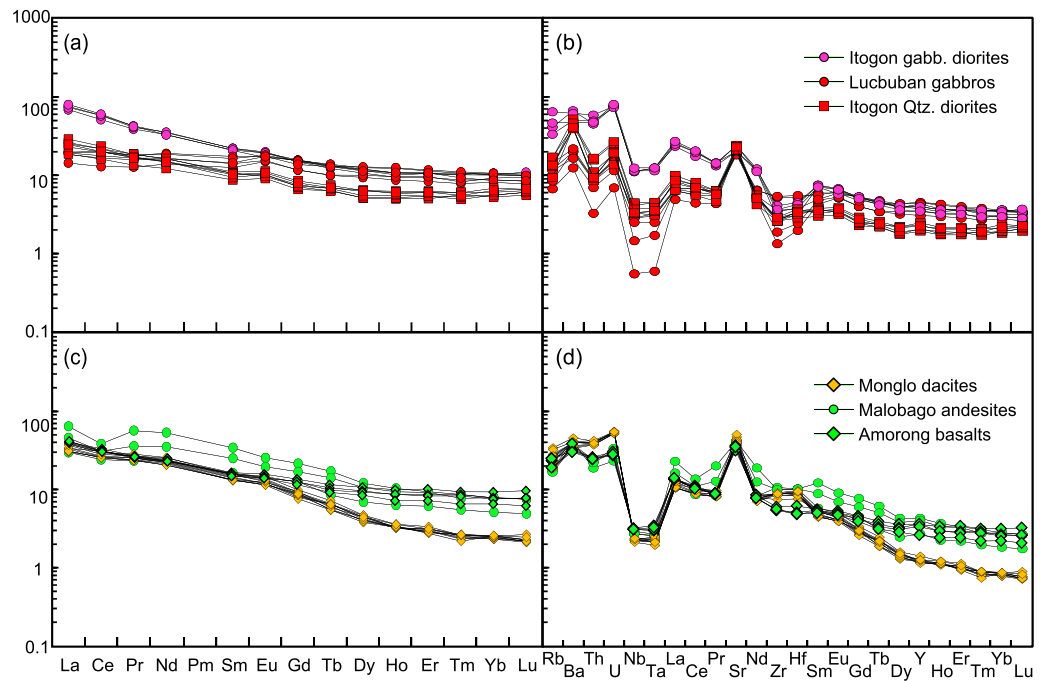 1000
100
10
1
0.1
(a)
(b)
Itogon gabb. diorites
Lucbuban gabbros
Itogon Qtz. diorites
100
10
1
0.1
(c)
(d)
Monglo dacites
Malobago andesites
Amorong basalts
La Ce Pr Nd Pm Sm Eu Gd Tb Dy Ho Er Tm Yb Lu
Rb Ba Th U Nb Ta La Ce Pr Sr Nd Zr Hf Sm Eu Gd Tb Dy Y Ho Er Tm Yb Lu